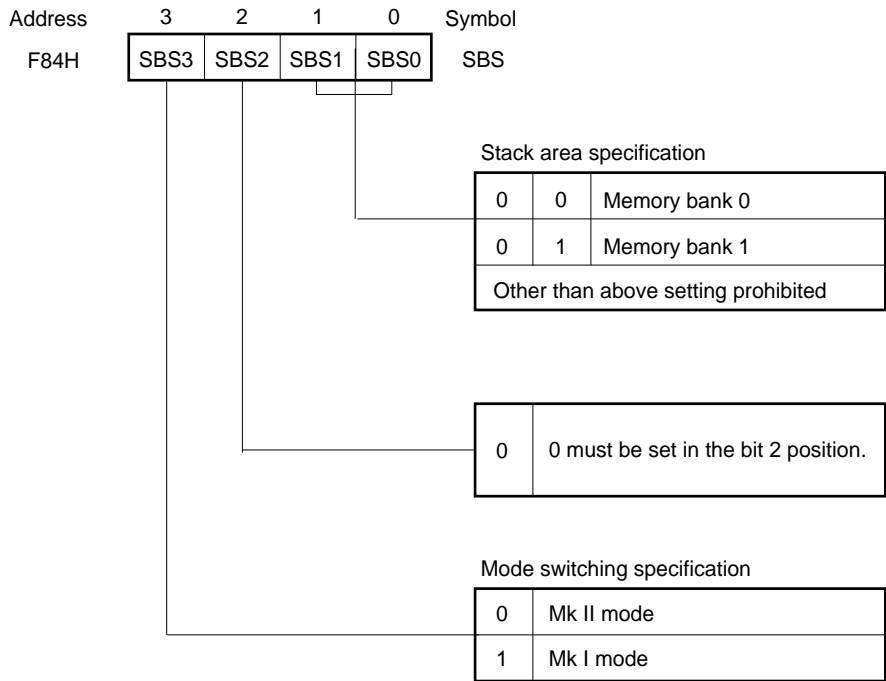 Address 3 2 1 0 Symbol
F84H SBS3 SBS2 SBS1 SBS0 SBS
Stack area specification
0 0 Memory bank 0
0 1 Memory bank 1
Other than above setting prohibited
0 0 must be set in the bit 2 position.
Mode switching specification
0 Mk II mode
1 Mk I mode